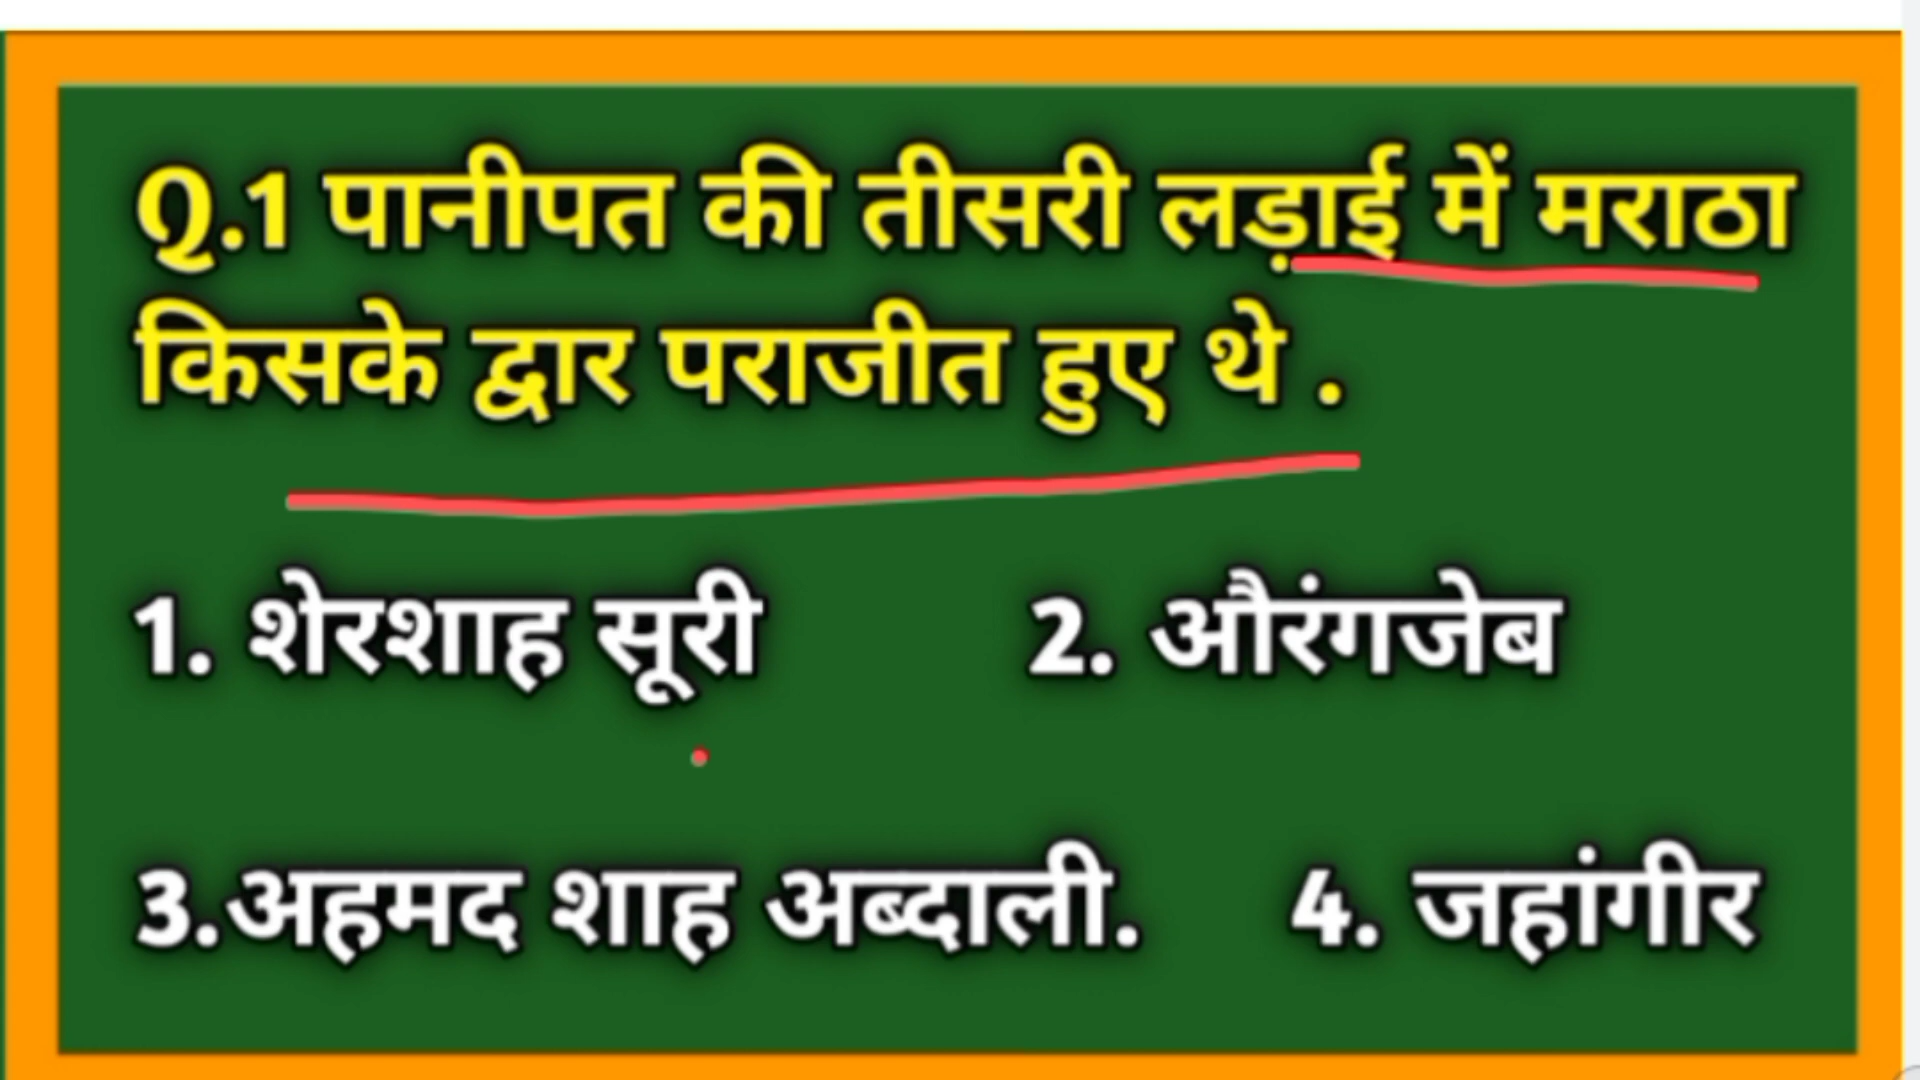 Q.1 पानीपत की तीसरी लड़ाई में मराठा
किसके द्वार पराजीत हुए थे .
1. शेरशाह सूरी 2. औरंगजेब
3.अहमद शाह अब्दाली. 4. जहांगीर